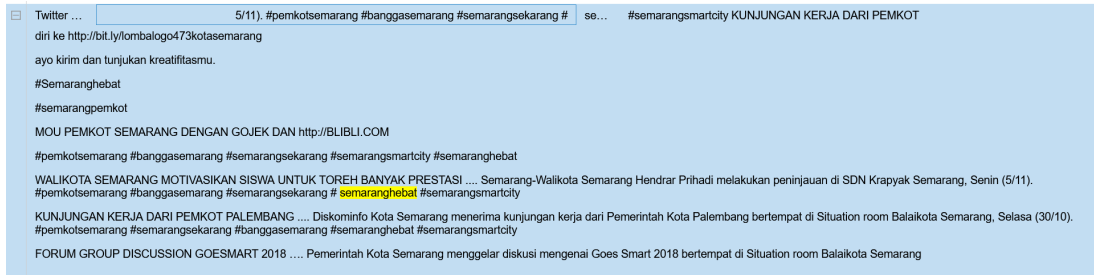 Twitter … 5/11). #pemkotsemarang #banggasemarang #semarangsekarang # se… #semarangsmartcity KUNJUNGAN KERJA DARI PEMKOT
diri ke http://bit.ly/lombalogo473kotasemarang
ayo kirim dan tunjukan kreatifitasmu.
#Semaranghebat
#semarangpemkot
MOU PEMKOT SEMARANG DENGAN GOJEK DAN http://BLIBLI.COM
#pemkotsemarang #banggasemarang #semarangsekarang #semarangsmartcity #semaranghebat
WALIKOTA SEMARANG MOTIVASIKAN SISWA UNTUK TOREH BANYAK PRESTASI .... Semarang-Walikota Semarang Hendrar Prihadi melakukan peninjauan di SDN Krapyak Semarang, Senin (5/11).
#pemkotsemarang #banggasemarang #semarangsekarang # semaranghebat #semarangsmartcity
KUNJUNGAN KERJA DARI PEMKOT PALEMBANG .... Diskominfo Kota Semarang menerima kunjungan kerja dari Pemerintah Kota Palembang bertempat di Situation room Balaikota Semarang, Selasa (30/10).
#pemkotsemarang #semarangsekarang #banggasemarang #semaranghebat #semarangsmartcity
FORUM GROUP DISCUSSION GOESMART 2018 …. Pemerintah Kota Semarang menggelar diskusi mengenai Goes Smart 2018 bertempat di Situation room Balaikota Semarang